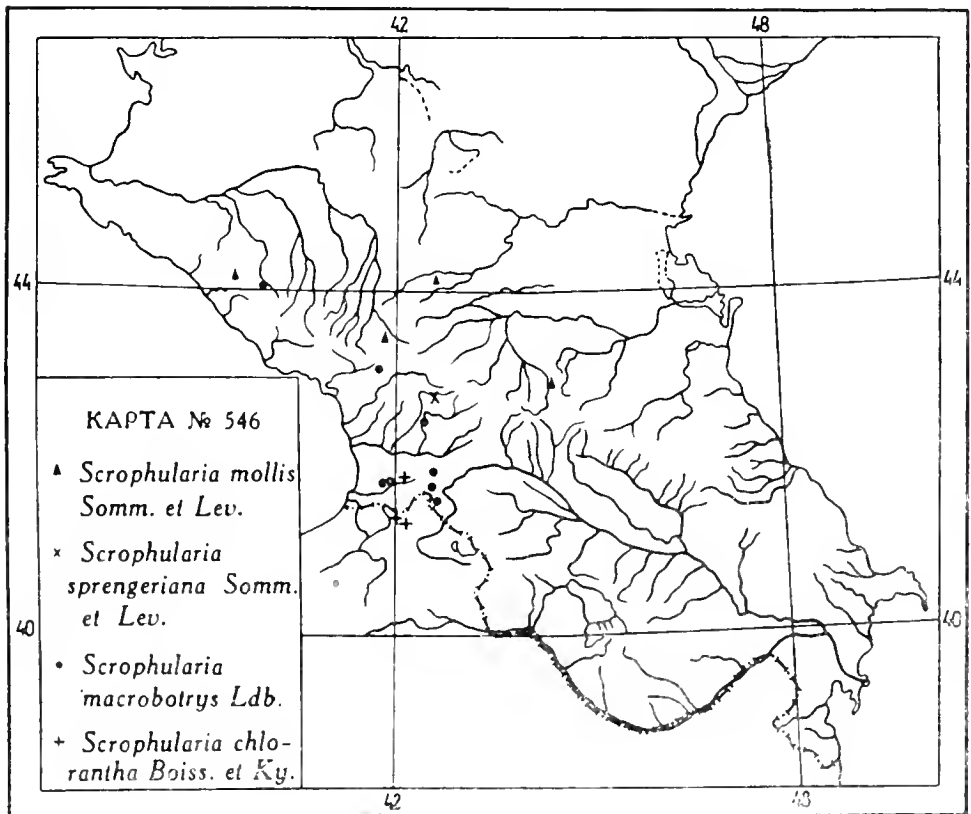 42 48
44 44
КАРТА № 546
▲ Scrophularia mollis
Somm. et Lev.
× Scrophularia
sprengeriana Somm.
et Lev.
40 40
• Scrophularia
macrobotrys Ldb.
+ Scrophularia chlo-
rantha Boiss. et Ky.
42 48